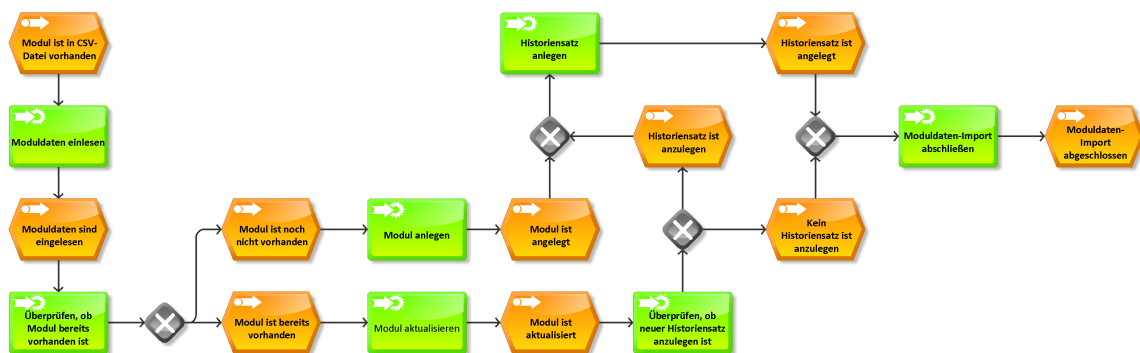 Modul ist in CSV-
Datei vorhanden
Historiensatz
anlegen
Historiensatz ist
angelegt
Moduldaten einlesen
Historiensatz ist
anzulegen
Moduldaten-Import
abschließen
Moduldaten-
Import
abgeschlossen
Moduldaten sind
eingelesen
Modul ist noch
nicht vorhanden
Modul anlegen
Modul ist
angelegt
Kein
Historiensatz ist
anzulegen
Überprüfen, ob
Modul bereits
vorhanden ist
Modul ist bereits
vorhanden
Modul aktualisieren
Modul ist
aktualisiert
Überprüfen, ob
neuer Historiensatz
anzulegen ist